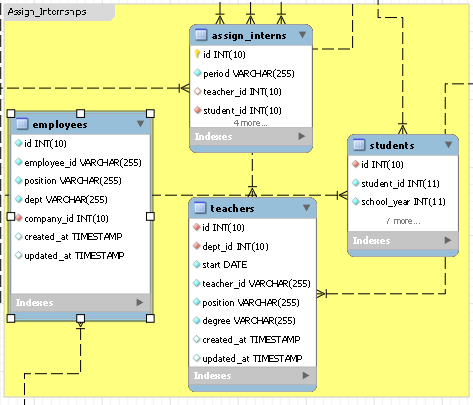 Assign_Internships
assign_interns
id INT(10)
period VARCHAR(255)
teacher_id INT(10)
student_id INT(10)
4 more...
Indexes
employees
id INT(10)
employee_id VARCHAR(255)
position VARCHAR(255)
dept VARCHAR(255)
company_id INT(10)
created_at TIMESTAMP
updated_at TIMESTAMP
Indexes
students
id INT(10)
student_id INT(11)
school_year INT(11)
7 more...
Indexes
teachers
id INT(10)
dept_id INT(10)
start DATE
teacher_id VARCHAR(255)
position VARCHAR(255)
degree VARCHAR(255)
created_at TIMESTAMP
updated_at TIMESTAMP
Indexes